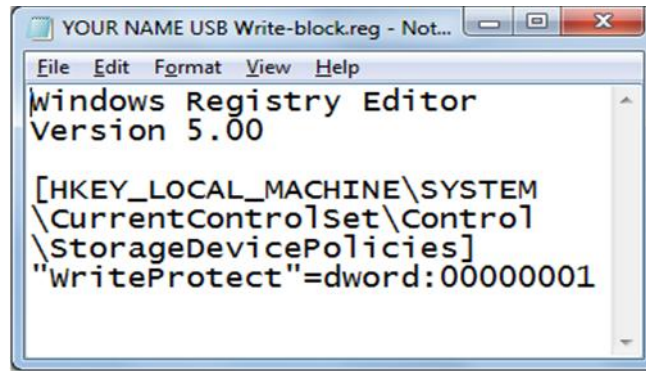 YOUR NAME USB Write-block.reg - Not...
File Edit Format View Help
Windows Registry Editor
Version 5.00
[HKEY_LOCAL_MACHINE\SYSTEM
\CurrentControlSet\Control
\StorageDevicePolicies]
"WriteProtect"=dword:00000001